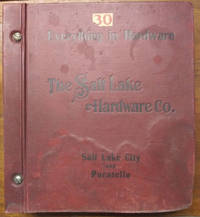 30
Everything in Hardware
The Salt Lake
Hardware Co.
Salt Lake City
and
Pocatello